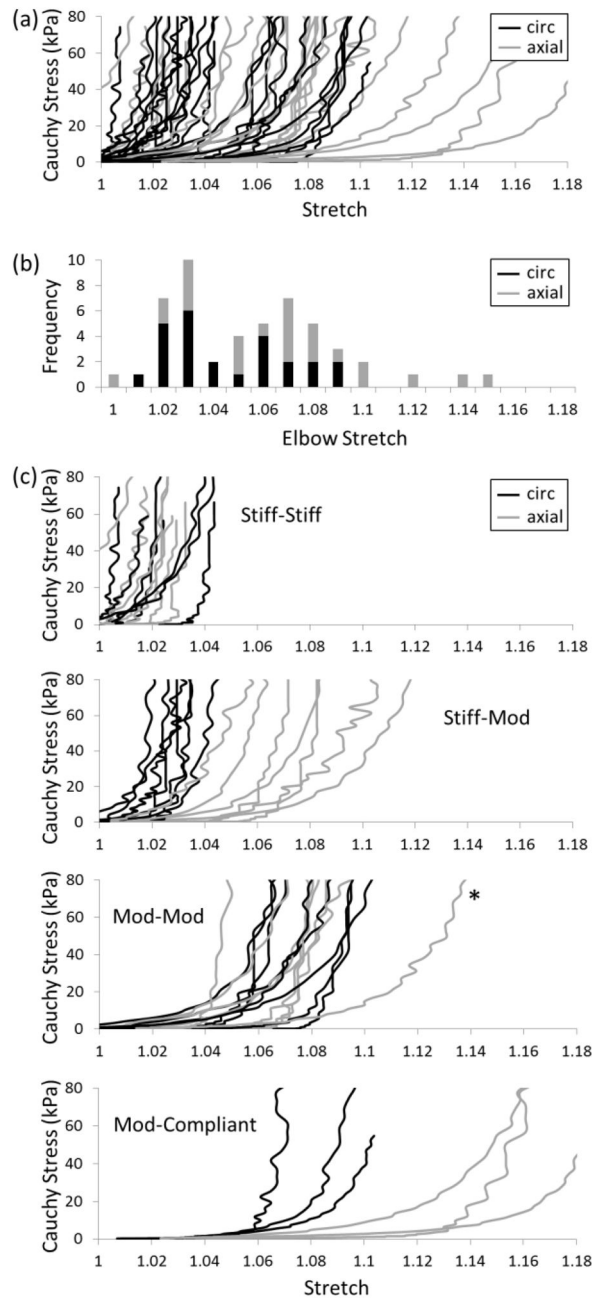 (a)
Cauchy Stress (kPa)
80
60
40
20
0
circ
axial
1 1.02 1.04 1.06 1.08 1.1 1.12 1.14 1.16 1.18
Stretch
(b)
Frequency
10
8
6
4
2
0
circ
axial
1 1.02 1.04 1.06 1.08 1.1 1.12 1.14 1.16 1.18
Elbow Stretch
(c)
Cauchy Stress (kPa)
80
60
40
20
0
Stiff-Stiff
circ
axial
1 1.02 1.04 1.06 1.08 1.1 1.12 1.14 1.16 1.18
Cauchy Stress (kPa)
80
60
40
20
0
Stiff-Mod
1 1.02 1.04 1.06 1.08 1.1 1.12 1.14 1.16 1.18
Cauchy Stress (kPa)
80
60
40
20
0
Mod-Mod
*
1 1.02 1.04 1.06 1.08 1.1 1.12 1.14 1.16 1.18
Cauchy Stress (kPa)
80
60
40
20
0
Mod-Compliant
1 1.02 1.04 1.06 1.08 1.1 1.12 1.14 1.16 1.18
Stretch